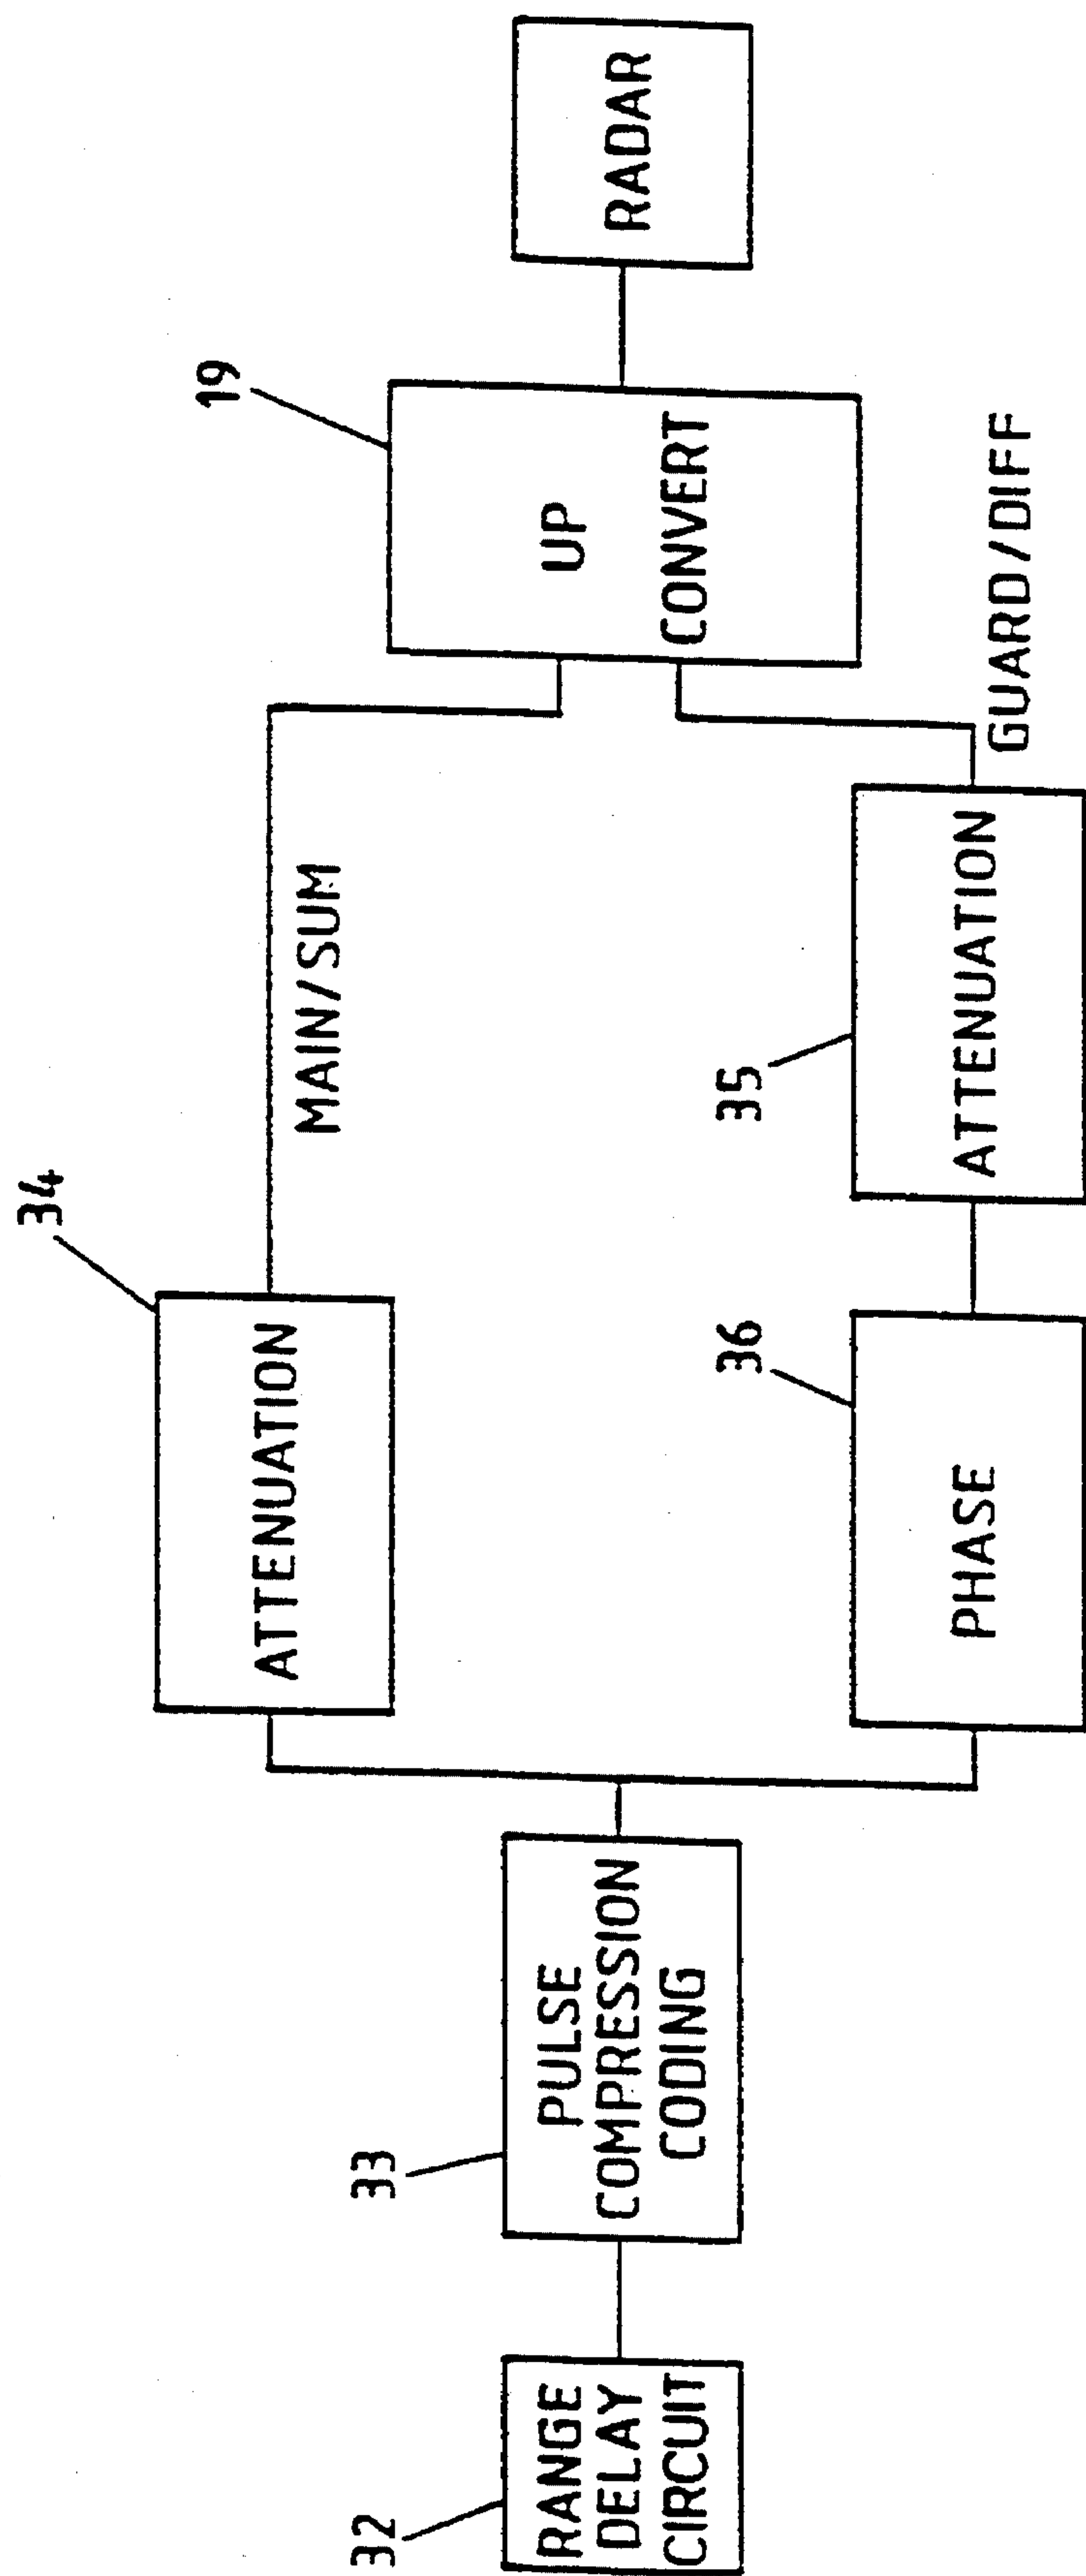 32
RANGE
DELAY
CIRCUIT
33
PULSE
COMPRESSION
CODING
34
ATTENUATION
MAIN/SUM
36
PHASE
35
ATTENUATION
GUARD/DIFF
19
UP
CONVERT
RADAR